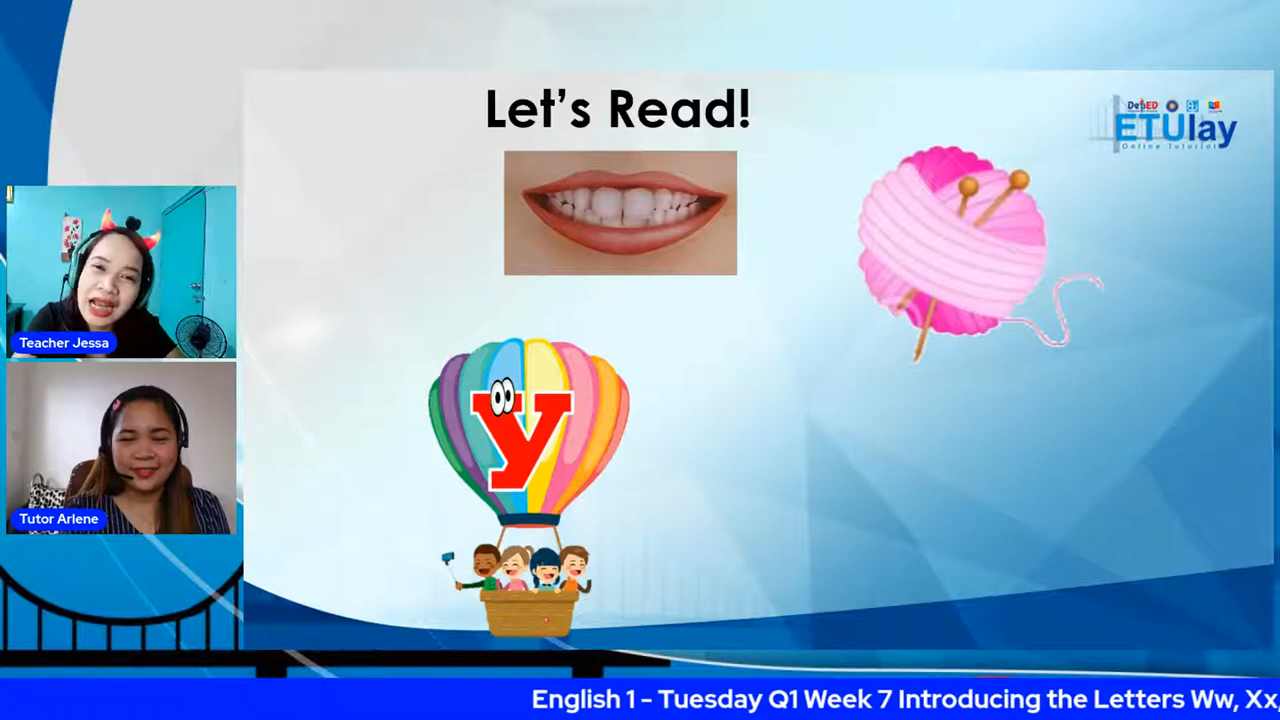 Let's Read!
DepED
ETUlay
Online Tutorial
Teacher Jessa
y
Tutor Arlene
English 1 - Tuesday Q1 Week 7 Introducing the Letters Ww, Xx,